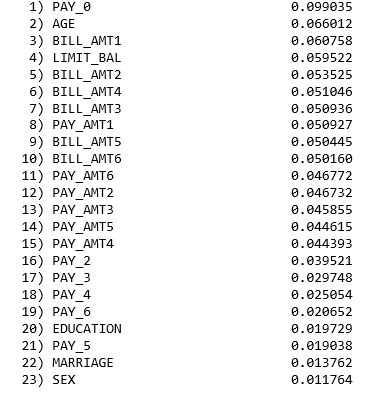 1) PAY_0 0.099035
2) AGE 0.066012
3) BILL_AMT1 0.060758
4) LIMIT_BAL 0.059522
5) BILL_AMT2 0.053525
6) BILL_AMT4 0.051046
7) BILL_AMT3 0.050936
8) PAY_AMT1 0.050927
9) BILL_AMT5 0.050445
10) BILL_AMT6 0.050160
11) PAY_AMT6 0.046772
12) PAY_AMT2 0.046732
13) PAY_AMT3 0.045855
14) PAY_AMT5 0.044615
15) PAY_AMT4 0.044393
16) PAY_2 0.039521
17) PAY_3 0.029748
18) PAY_4 0.025054
19) PAY_6 0.020652
20) EDUCATION 0.019729
21) PAY_5 0.019038
22) MARRIAGE 0.013762
23) SEX 0.011764